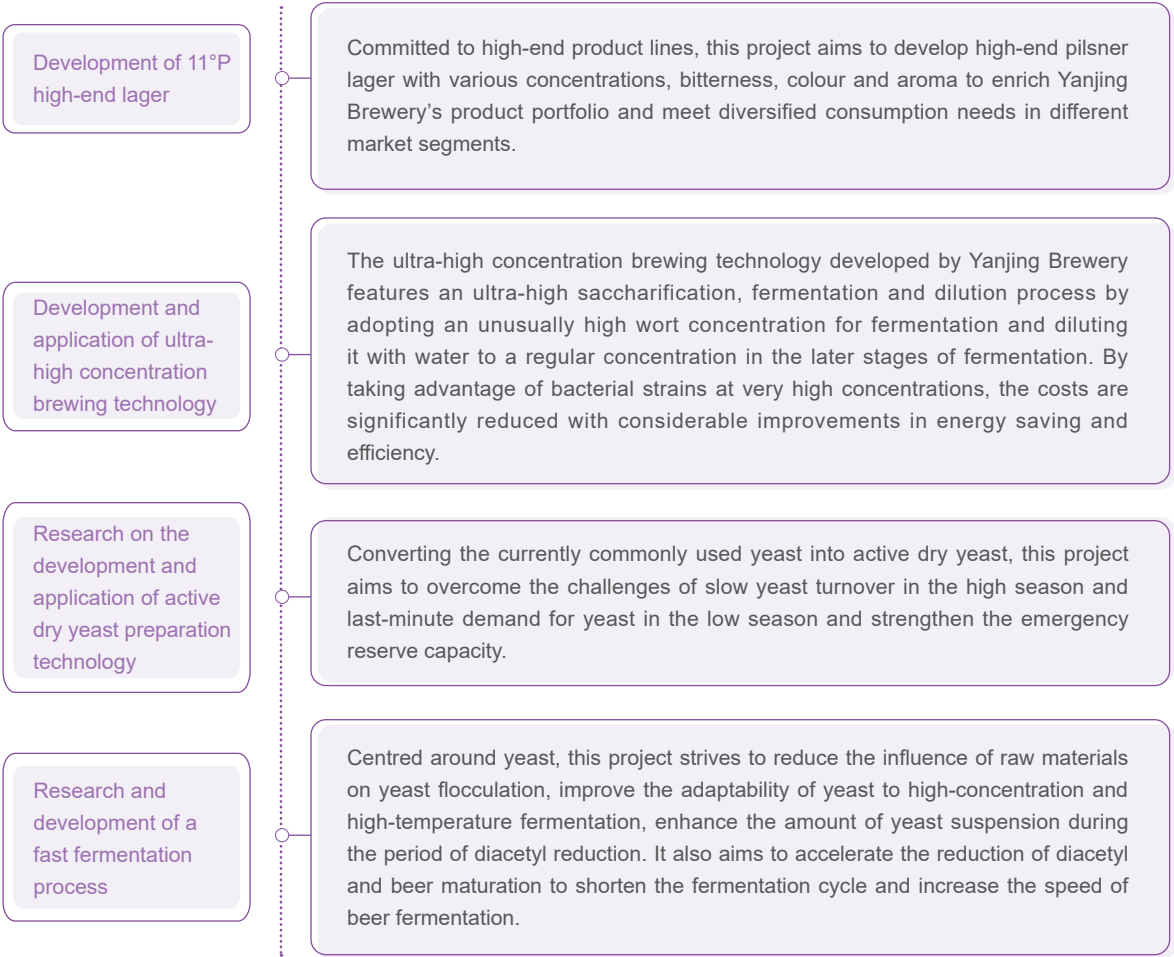 Development of 11°P
high-end lager
Committed to high-end product lines, this project aims to develop high-end pilsner
lager with various concentrations, bitterness, colour and aroma to enrich Yanjing
Brewery’s product portfolio and meet diversified consumption needs in different
market segments.
Development and
application of ultra-
high concentration
brewing technology
The ultra-high concentration brewing technology developed by Yanjing Brewery
features an ultra-high saccharification, fermentation and dilution process by
adopting an unusually high wort concentration for fermentation and diluting
it with water to a regular concentration in the later stages of fermentation. By
taking advantage of bacterial strains at very high concentrations, the costs are
significantly reduced with considerable improvements in energy saving and
efficiency.
Research on the
development and
application of active
dry yeast preparation
technology
Converting the currently commonly used yeast into active dry yeast, this project
aims to overcome the challenges of slow yeast turnover in the high season and
last-minute demand for yeast in the low season and strengthen the emergency
reserve capacity.
Research and
development of a
fast fermentation
process
Centred around yeast, this project strives to reduce the influence of raw materials
on yeast flocculation, improve the adaptability of yeast to high-concentration and
high-temperature fermentation, enhance the amount of yeast suspension during
the period of diacetyl reduction. It also aims to accelerate the reduction of diacetyl
and beer maturation to shorten the fermentation cycle and increase the speed of
beer fermentation.